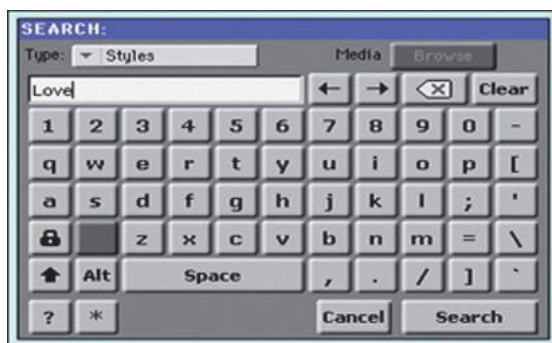 SEARCH:
Type: Styles Media Browse
Love ← → Clear
1 2 3 4 5 6 7 8 9 0 -
q w e r t y u i o p [
a s d f g h j k l ; '
z x c v b n m = \
Alt Space , . / ] `
? * Cancel Search